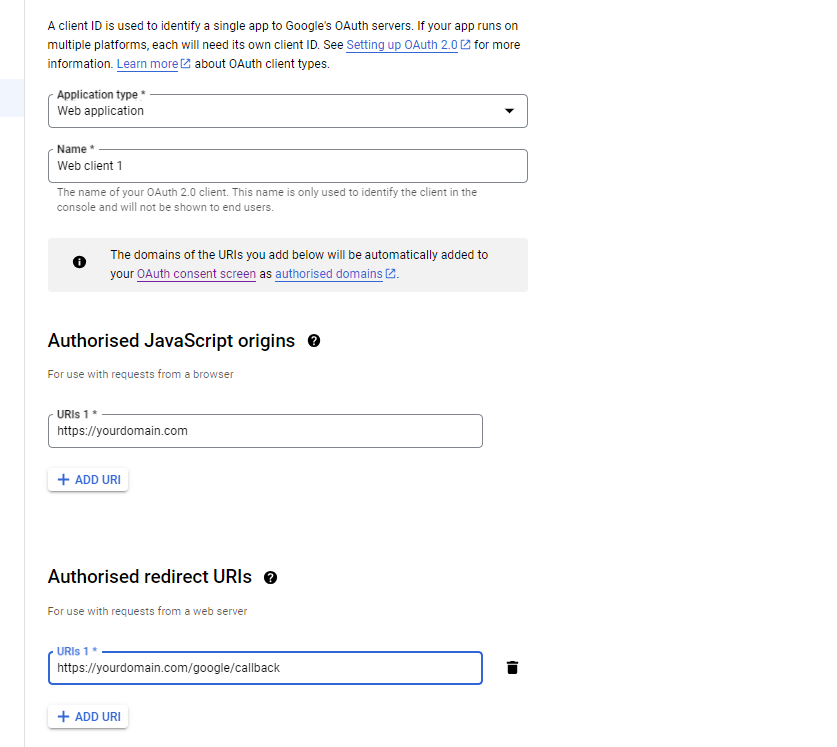 A client ID is used to identify a single app to Google's OAuth servers. If your app runs on
multiple platforms, each will need its own client ID. See Setting up OAuth 2.0 for more
information. Learn more about OAuth client types.
Application type *
Web application
Name *
Web client 1
The name of your OAuth 2.0 client. This name is only used to identify the client in the
console and will not be shown to end users.
The domains of the URIs you add below will be automatically added to
your OAuth consent screen as authorised domains.
Authorised JavaScript origins
For use with requests from a browser
URIs 1 *
https://yourdomain.com
ADD URI
Authorised redirect URIs
For use with requests from a web server
URIs 1 *
https://yourdomain.com/google/callback
ADD URI